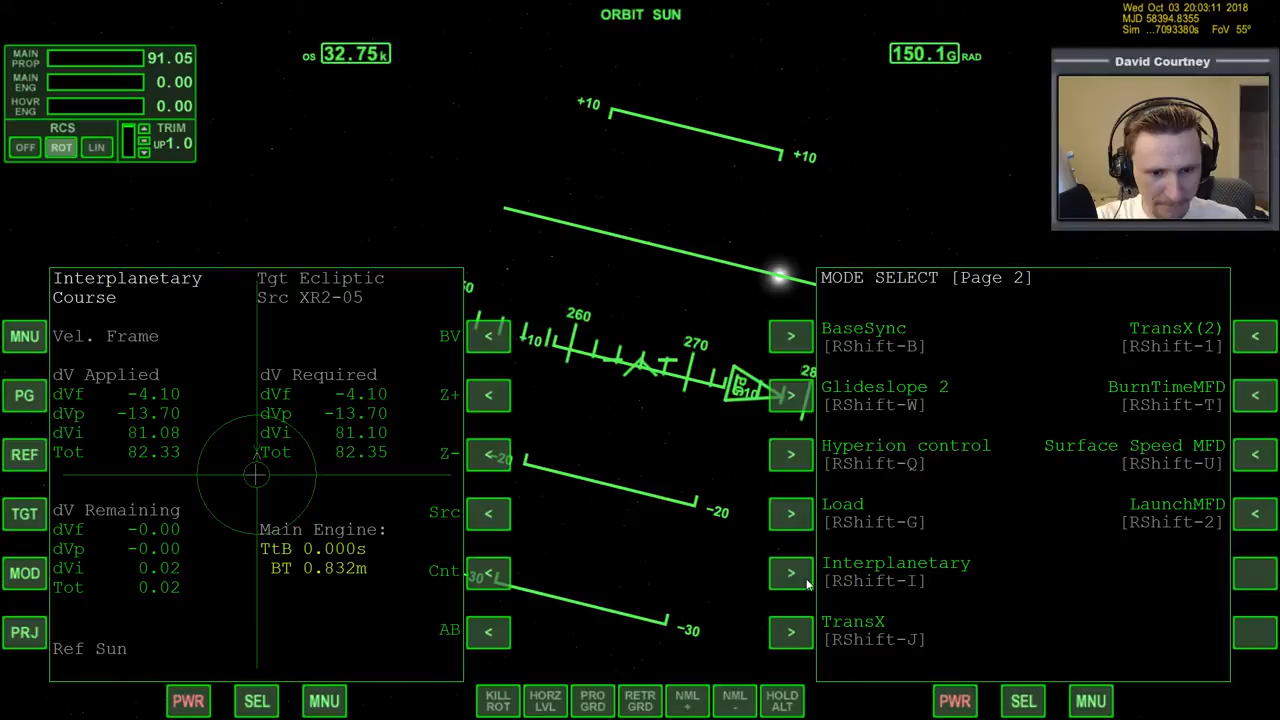 ORBIT SUN
Wed Oct 03 20:03:11 2018
MJD 58394.8355
Sim ...7093380s FoV 55°
MAIN PROP 91.05
MAIN ENG 0.00
HOVR ENG 0.00
RCS
OFF ROT LIN
TRIM
UP 1.0
OS 32.75k
150.1G RAD
David Courtney
+10 +10
260
270
28
+10
-20 -20
-30 -30
Interplanetary
Course
Tgt Ecliptic
Src XR2-05
Vel. Frame
dV Applied
dVf -4.10
dVp -13.70
dVi 81.08
Tot 82.33
dV Required
dVf -4.10
dVp -13.70
dVi 81.10
Tot 82.35
dV Remaining
dVf -0.00
dVp -0.00
dVi 0.02
Tot 0.02
Main Engine:
TtB 0.000s
BT 0.832m
Ref Sun
MNU
PG
REF
TGT
MOD
PRJ
BV <
Z+ <
Z- <
Src <
Cnt <
AB <
PWR SEL MNU
KILL ROT
HORZ LVL
PRO GRD
RETR GRD
NML +
NML -
HOLD ALT
MODE SELECT [Page 2]
> BaseSync
[RShift-B]
> Glideslope 2
[RShift-W]
> Hyperion control
[RShift-Q]
> Load
[RShift-G]
> Interplanetary
[RShift-I]
> TransX
[RShift-J]
TransX(2) <
[RShift-1]
BurnTimeMFD <
[RShift-T]
Surface Speed MFD <
[RShift-U]
LaunchMFD <
[RShift-2]
PWR SEL MNU